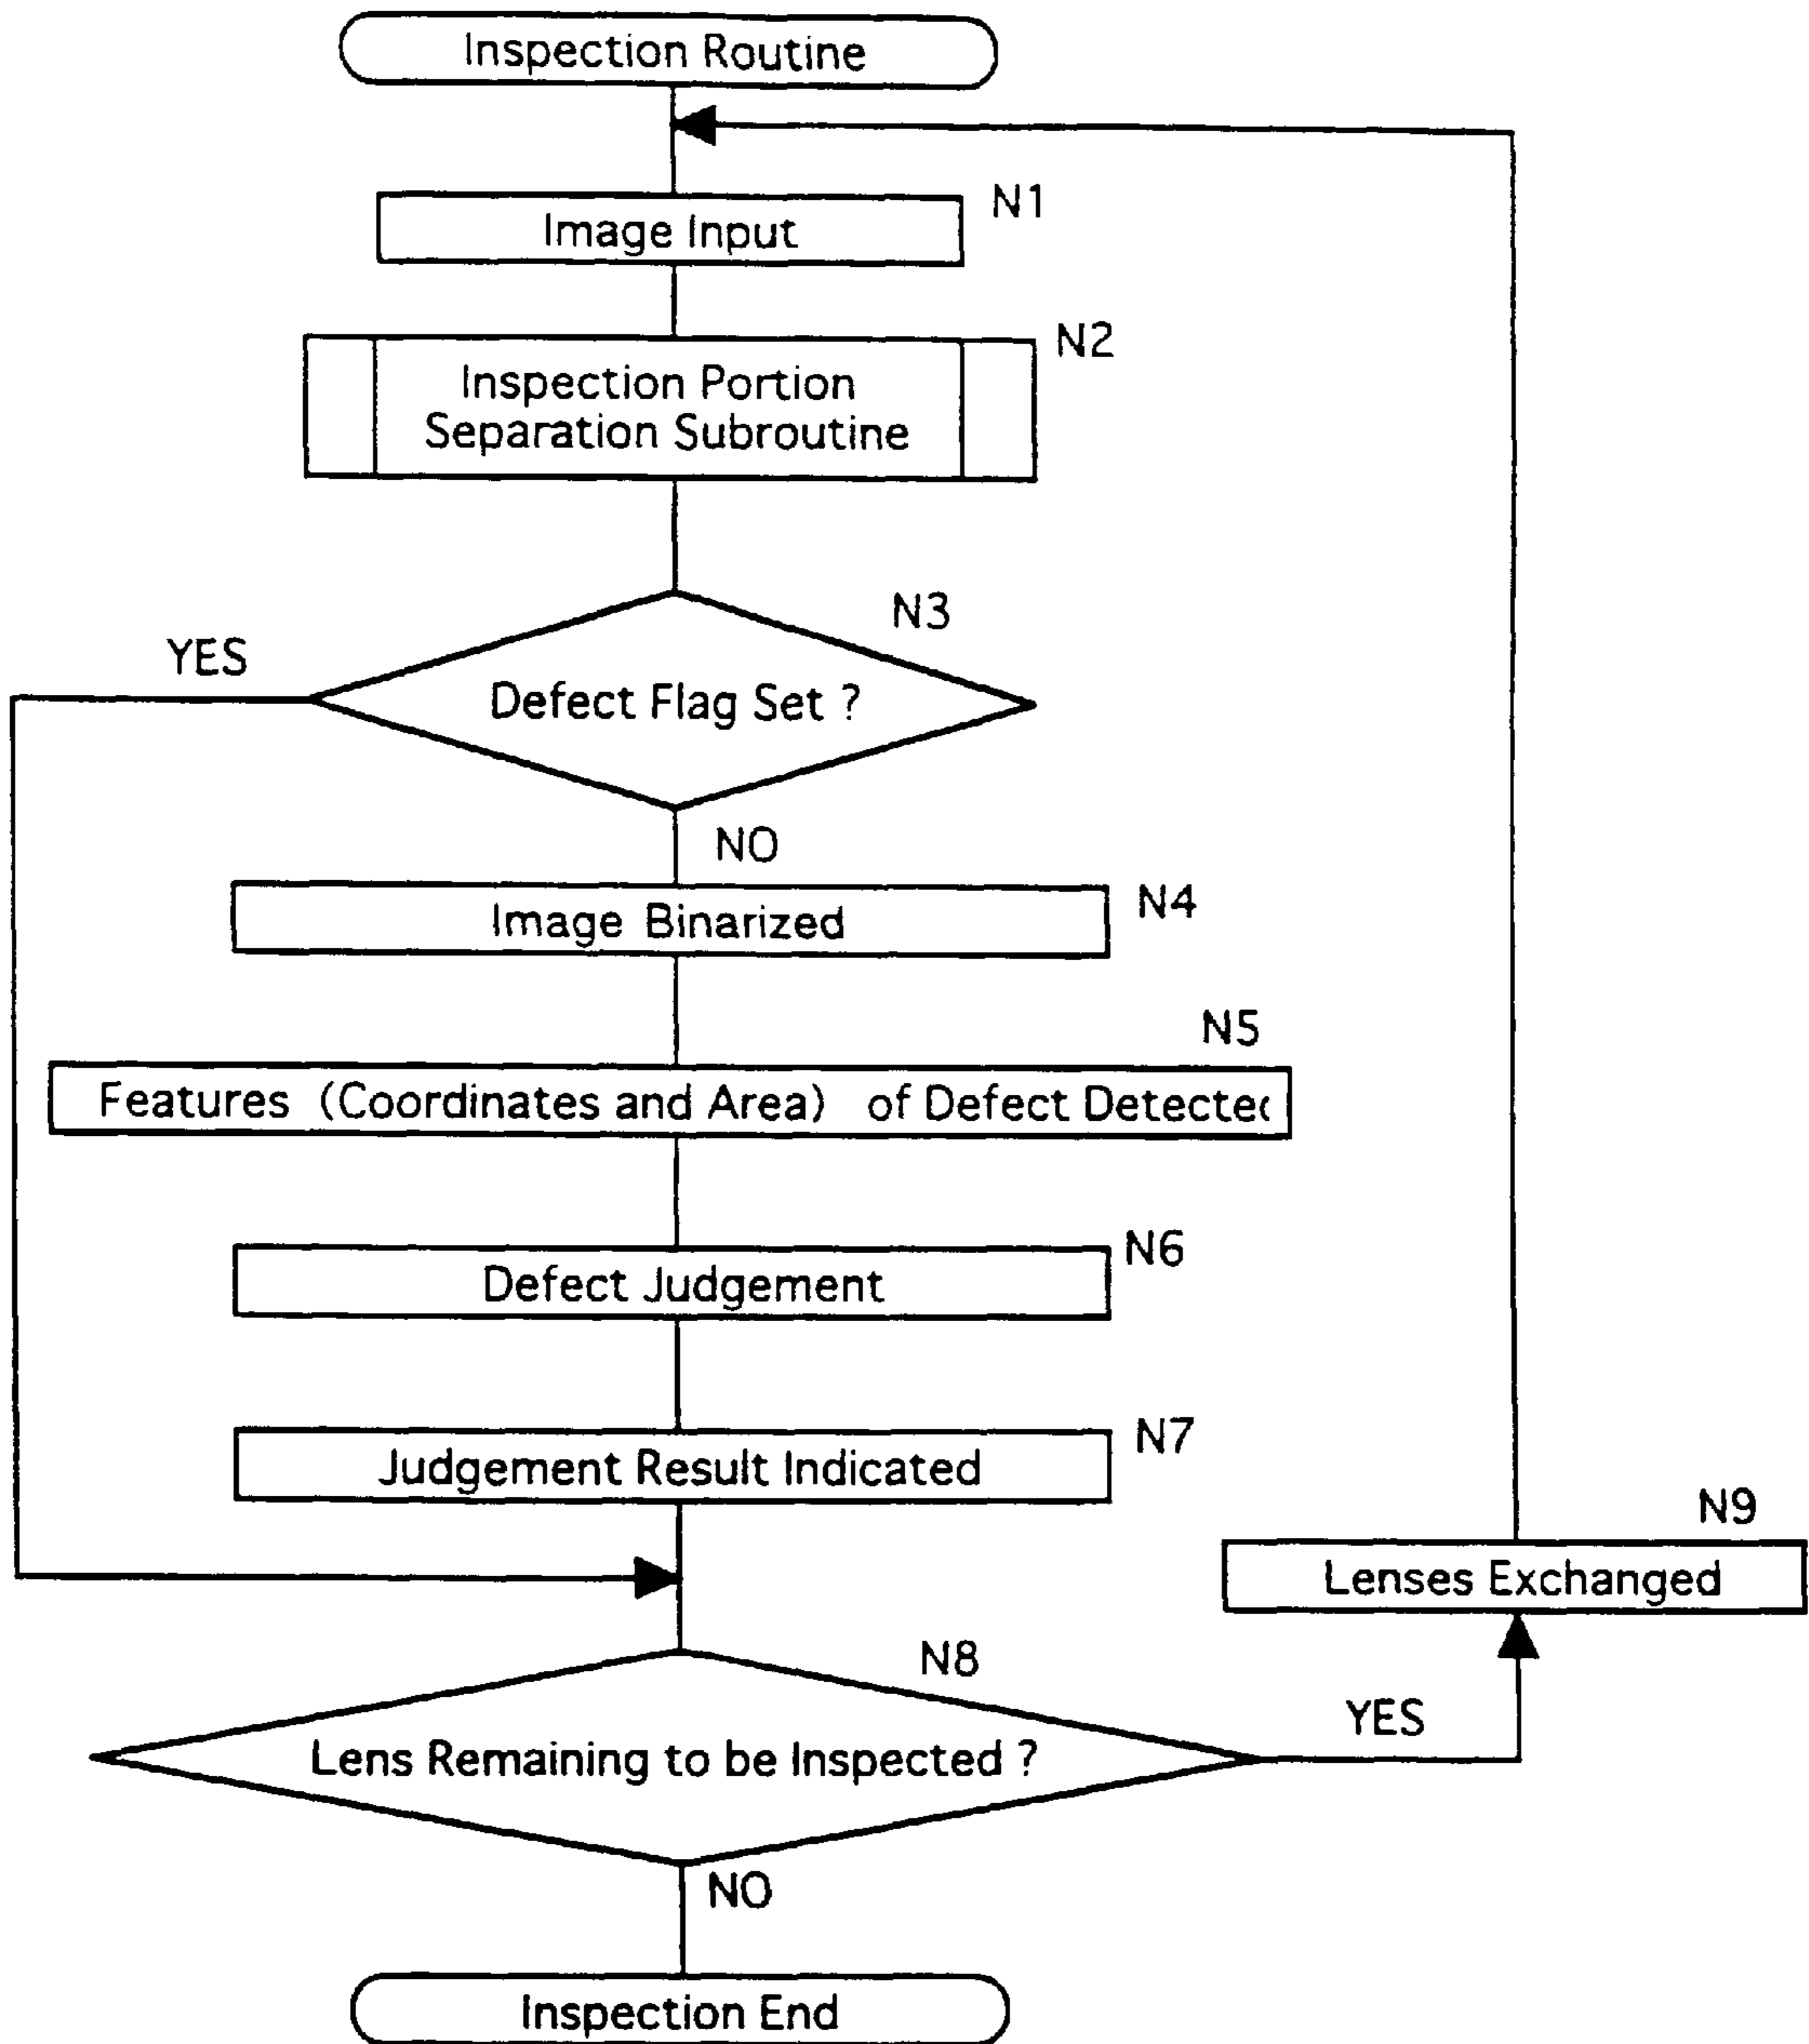 Inspection Routine
N1
Image Input
N2
Inspection Portion
Separation Subroutine
N3
YES
Defect Flag Set ?
NO
N4
Image Binarized
N5
Features (Coordinates and Area) of Defect Detected
N6
Defect Judgement
N7
Judgement Result Indicated
N9
Lenses Exchanged
N8
YES
Lens Remaining to be Inspected ?
NO
Inspection End